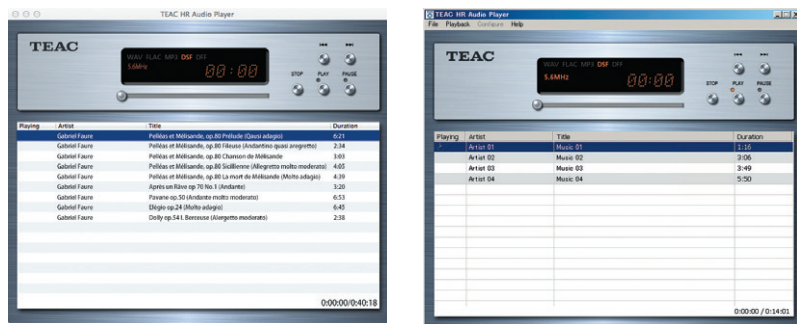 TEAC HR Audio Player
TEAC
WAV FLAC MP3 DSF DFF
5.6MHz
00:00
STOP PLAY PAUSE
Playing Artist Title Duration
Gabriel Faure Pelléas et Mélisande, op.80 Prélude (Qausi adagio) 6:21
Gabriel Faure Pelléas et Mélisande, op.80 Fileuse (Andantino quasi aregretto) 2:34
Gabriel Faure Pelléas et Mélisande, op.80 Chanson de Mélisande 3:03
Gabriel Faure Pelléas et Mélisande, op.80 Sicillienne (Allegretto molto moderato) 4:05
Gabriel Faure Pelléas et Mélisande, op.80 La mort de Mélisande (Molto adagio) 4:39
Gabriel Faure Après un Râve op 70 No.1 (Andante) 3:20
Gabriel Faure Pavane op.50 (Andante molto moderato) 6:53
Gabriel Faure Elégio op.24 (Molto adagio) 6:45
Gabriel Faure Dolly op.54 I. Berceuse (Alergetto moderato) 2:38
0:00:00/0:40:18
TEAC HR Audio Player
File Playback Configure Help
TEAC
WAV FLAC MP3 DSF DFF
5.6MHz
00:00
STOP PLAY PAUSE
Playing Artist Title Duration
Artist 01 Music 01 1:16
Artist 02 Music 02 3:06
Artist 03 Music 03 3:49
Artist 04 Music 04 5:50
0:00:00 / 0:14:01